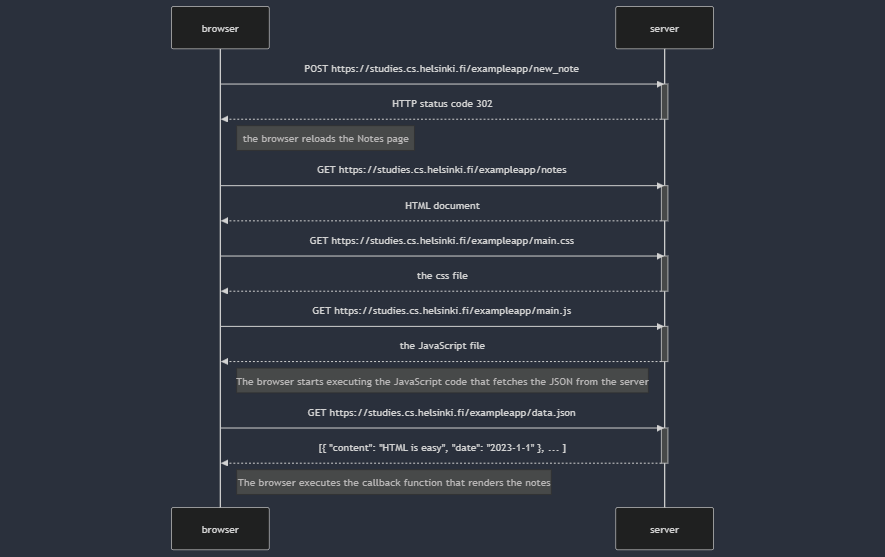 browser
server
POST https://studies.cs.helsinki.fi/exampleapp/new_note
HTTP status code 302
the browser reloads the Notes page
GET https://studies.cs.helsinki.fi/exampleapp/notes
HTML document
GET https://studies.cs.helsinki.fi/exampleapp/main.css
the css file
GET https://studies.cs.helsinki.fi/exampleapp/main.js
the JavaScript file
The browser starts executing the JavaScript code that fetches the JSON from the server
GET https://studies.cs.helsinki.fi/exampleapp/data.json
[{ "content": "HTML is easy", "date": "2023-1-1" }, ... ]
The browser executes the callback function that renders the notes
browser
server